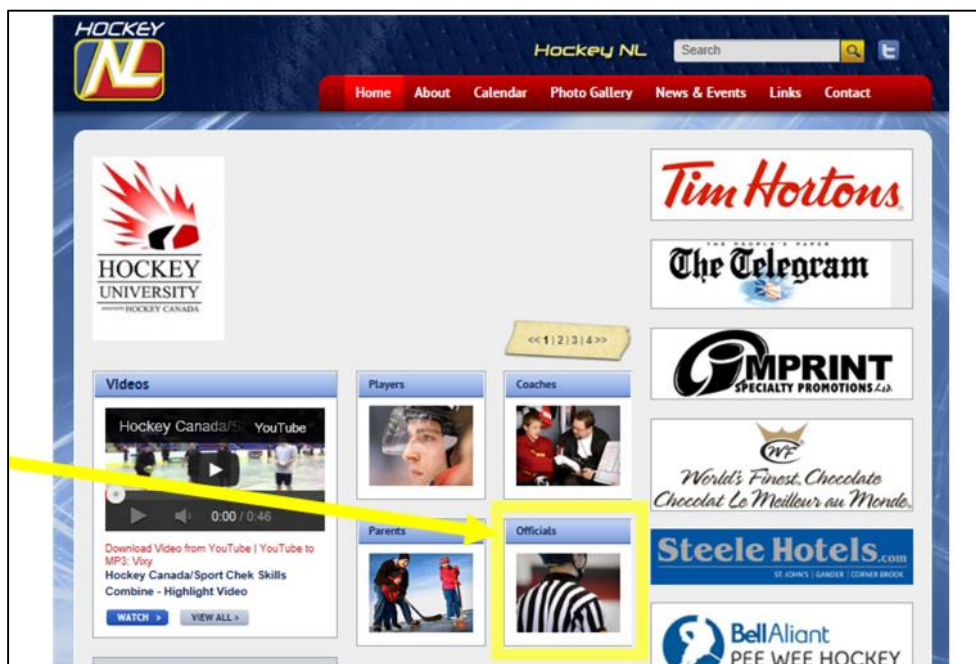 HOCKEY
NL
Hockey NL
Search
Home About Calendar Photo Gallery News & Events Links Contact
HOCKEY
UNIVERSITY
HOCKEY CANADA
<< 1 | 2 | 3 | 4 >>
Tim Hortons
THE PEOPLE'S PAPER
The Telegram
IMPRINT
SPECIALTY PROMOTIONS Ltd.
WF
World's Finest Chocolate
Chocolat Le Meilleur au Monde
Steele Hotels.com
ST. JOHN'S | GANDER | CORNER BROOK
BellAliant
PEE WEE HOCKEY
Videos
Hockey Canada/S YouTube
0:00 / 0:46
Download Video from YouTube | YouTube to
MP3: Vixy
Hockey Canada/Sport Chek Skills
Combine - Highlight Video
WATCH > VIEW ALL >
Players
Coaches
Parents
Officials